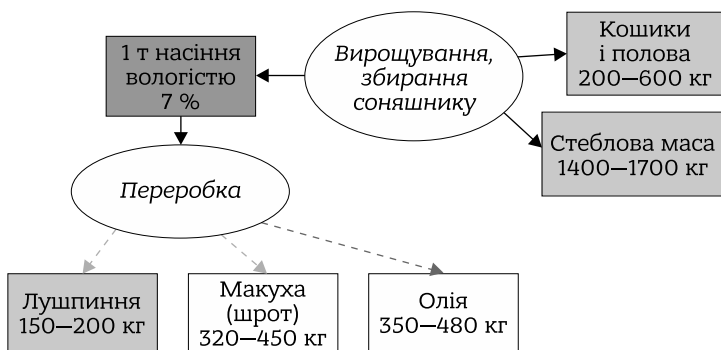 1 т насіння
вологістю
7 %
Вирощування,
збирання
соняшнику
Кошики
і полова
200—600 кг
Стеблова маса
1400—1700 кг
Переробка
Лушпиння
150—200 кг
Макуха
(шрот)
320—450 кг
Олія
350—480 кг